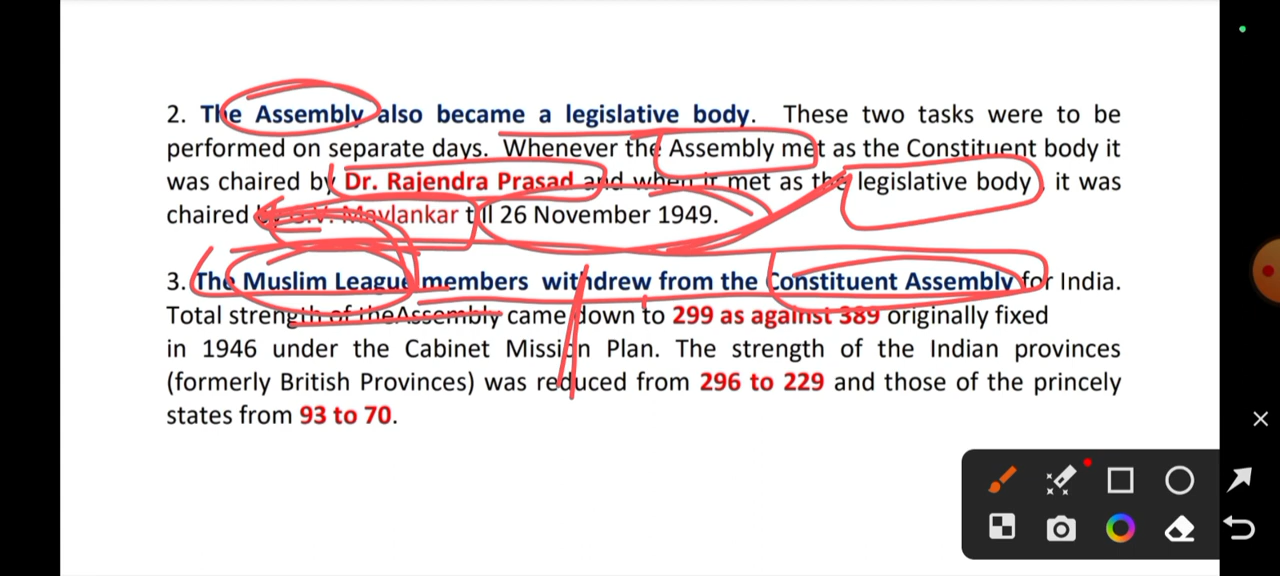 2. The Assembly also became a legislative body. These two tasks were to be
performed on separate days. Whenever the Assembly met as the Constituent body it
was chaired by Dr. Rajendra Prasad and when it met as the legislative body, it was
chaired by G.V. Mavlankar till 26 November 1949.
3. The Muslim League members withdrew from the Constituent Assembly for India.
Total strength of theAssembly came down to 299 as against 389 originally fixed
in 1946 under the Cabinet Mission Plan. The strength of the Indian provinces
(formerly British Provinces) was reduced from 296 to 229 and those of the princely
states from 93 to 70.